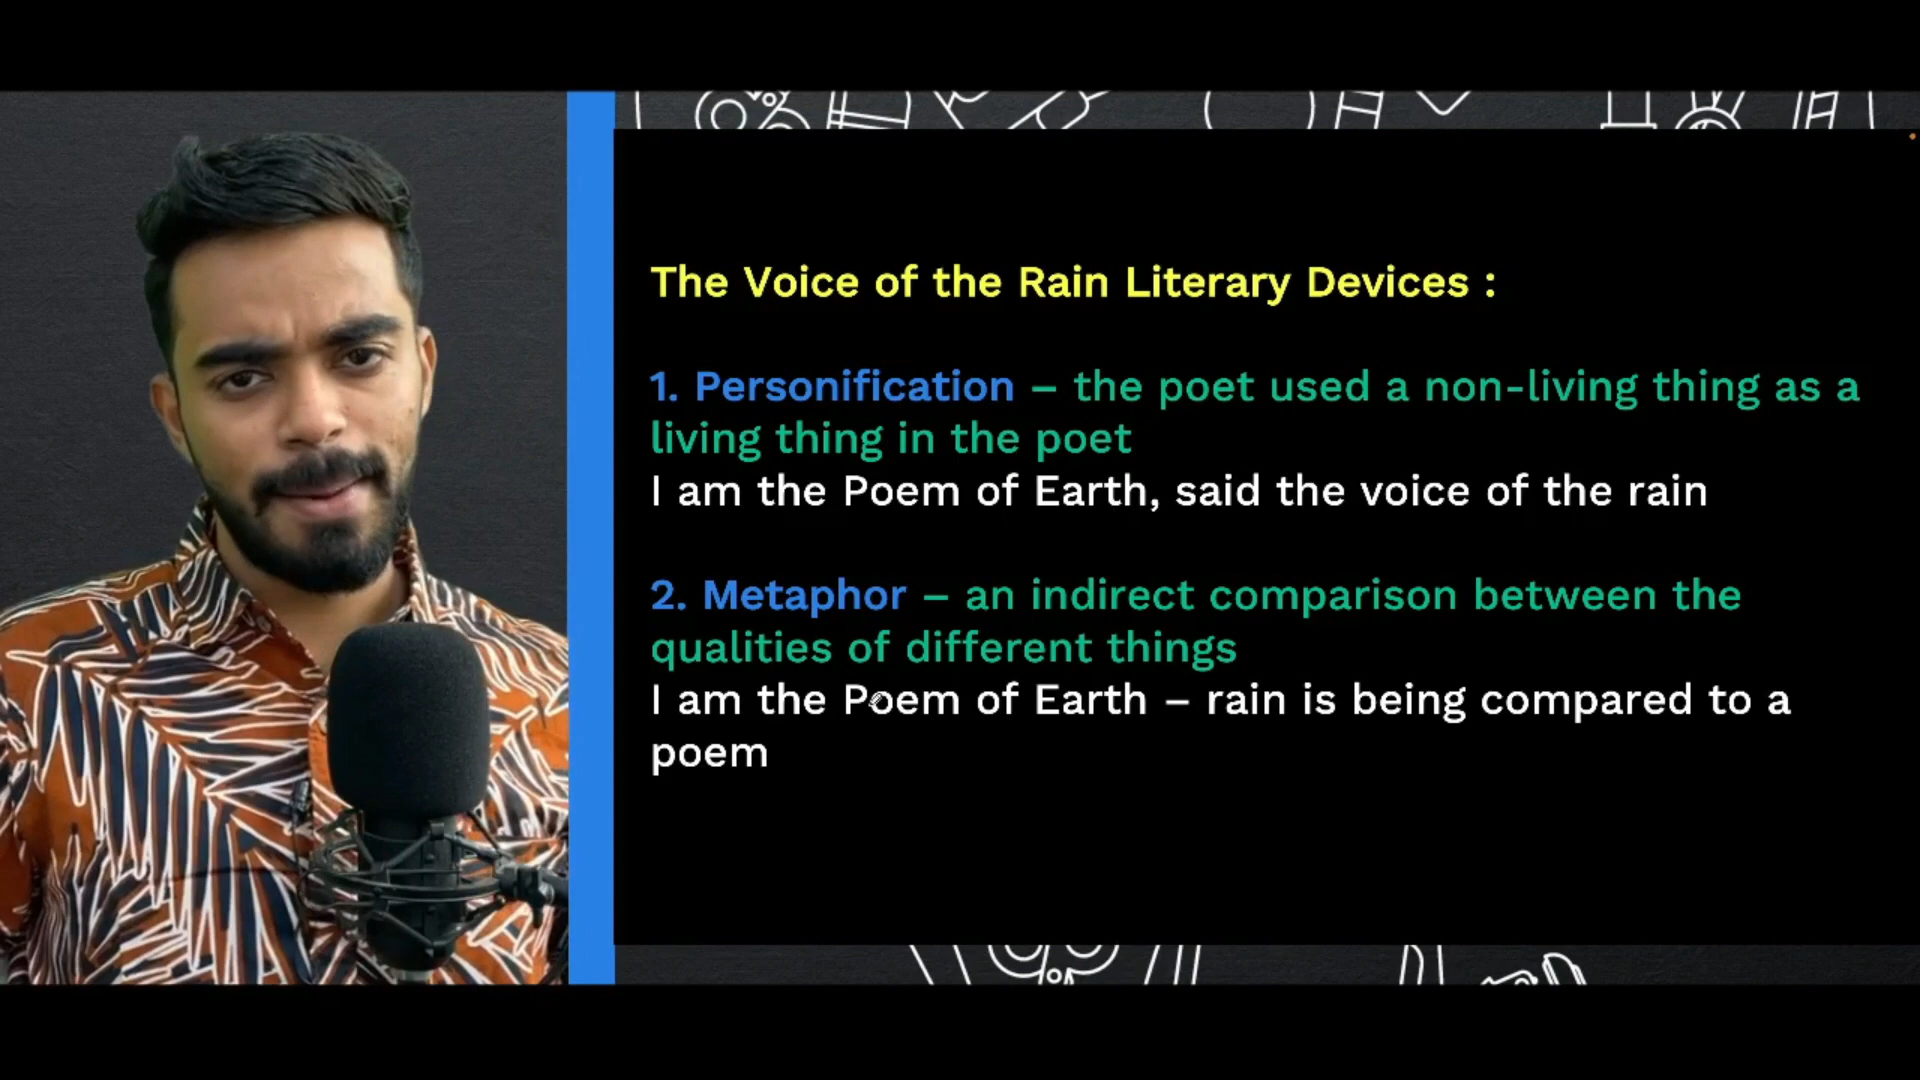 The Voice of the Rain Literary Devices :
1. Personification – the poet used a non-living thing as a
living thing in the poet
I am the Poem of Earth, said the voice of the rain
2. Metaphor – an indirect comparison between the
qualities of different things
I am the Poem of Earth – rain is being compared to a
poem